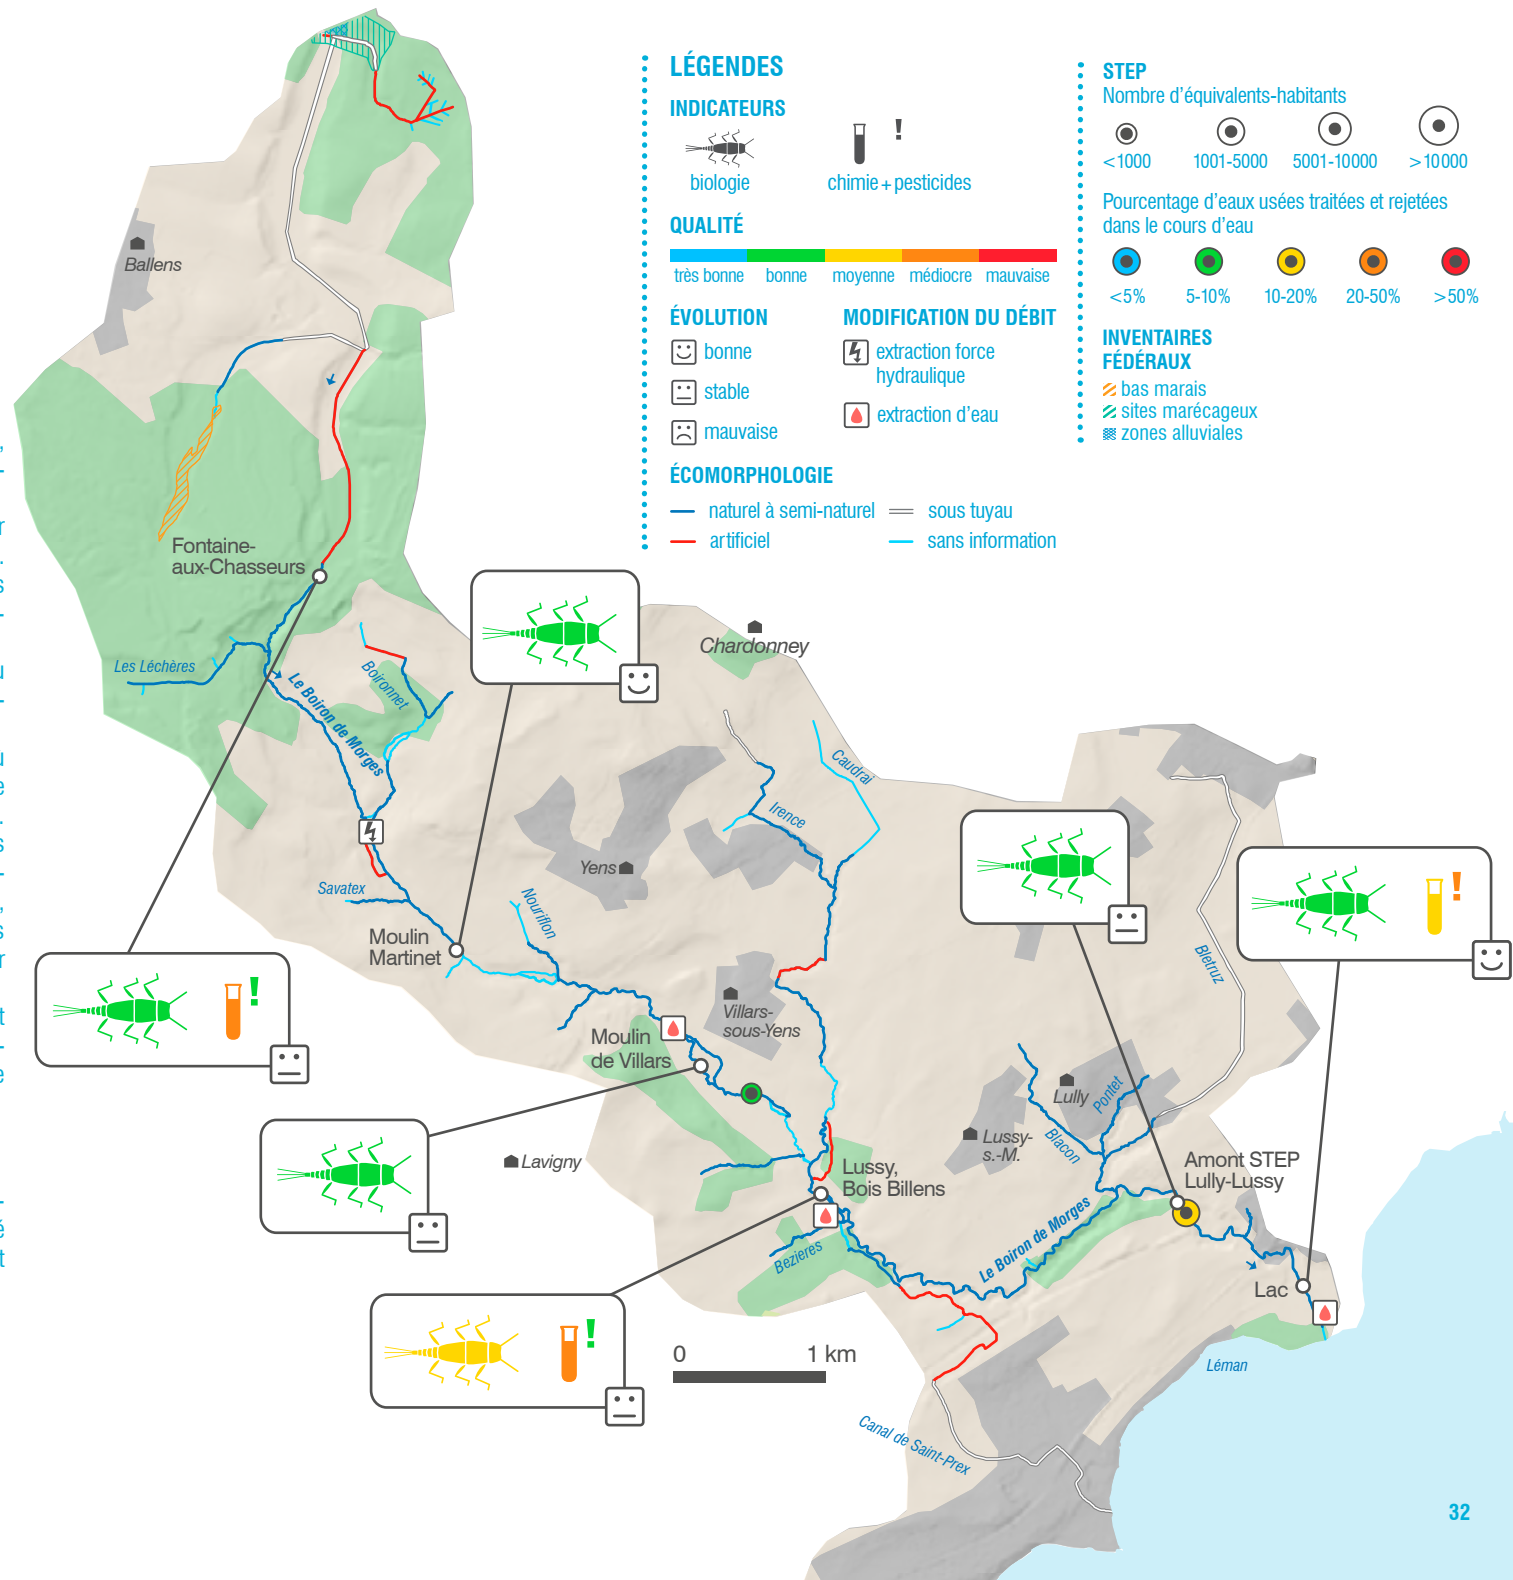 LÉGENDES
INDICATEURS
!
biologie
chimie + pesticides
QUALITÉ
très bonne
bonne
moyenne
médiocre
mauvaise
ÉVOLUTION
bonne
stable
mauvaise
MODIFICATION DU DÉBIT
extraction force
hydraulique
extraction d'eau
ÉCOMORPHOLOGIE
naturel à semi-naturel
sous tuyau
artificiel
sans information
STEP
Nombre d'équivalents-habitants
<1000
1001-5000
5001-10000
>10000
Pourcentage d'eaux usées traitées et rejetées
dans le cours d'eau
<5%
5-10%
10-20%
20-50%
>50%
INVENTAIRES
FÉDÉRAUX
bas marais
sites marécageux
zones alluviales
Ballens
Fontaine-
aux-Chasseurs
Les Léchères
Le Boiron de Morges
Boironnet
Chardonney
Caudrai
Irence
Yens
Savatex
Nouriflon
Moulin
Martinet
!
!
Bletruz
Villars-
sous-Yens
Moulin
de Villars
Lully
Pontet
Blacon
Lussy-
s.-M.
Lavigny
Lussy,
Bois Billens
Amont STEP
Lully-Lussy
Le Boiron de Morges
Bezieres
Lac
!
0
1 km
Léman
Canal de Saint-Prex
32